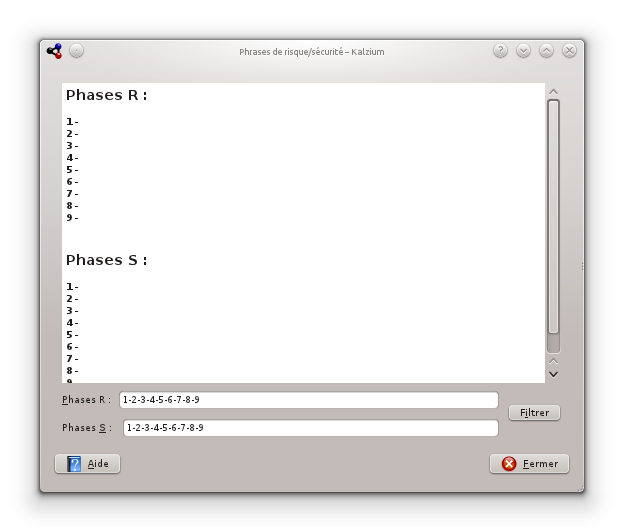 Phrases de risque/sécurité – Kalzium
Phases R :
1 -
2 -
3 -
4 -
5 -
6 -
7 -
8 -
9 -
Phases S :
1 -
2 -
3 -
4 -
5 -
6 -
7 -
8 -
9 -
Phases R : 1-2-3-4-5-6-7-8-9
Filtrer
Phases S : 1-2-3-4-5-6-7-8-9
Aide
Fermer